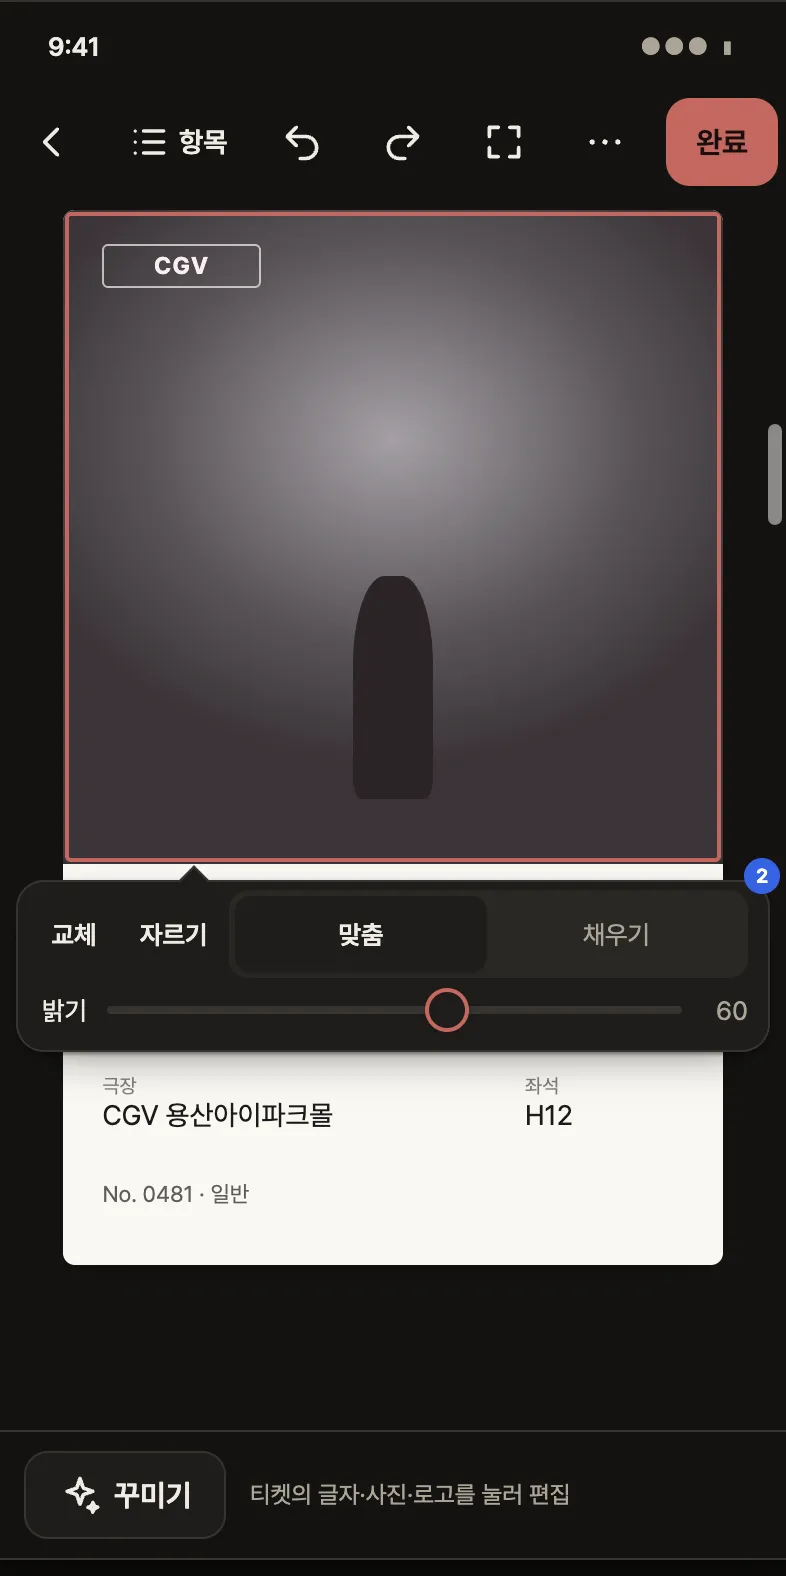 9:41
항목
완료
CGV
2
교체 자르기 맞춤 채우기
밝기 60
극장 좌석
CGV 용산아이파크몰 H12
No. 0481 · 일반
꾸미기 티켓의 글자·사진·로고를 눌러 편집